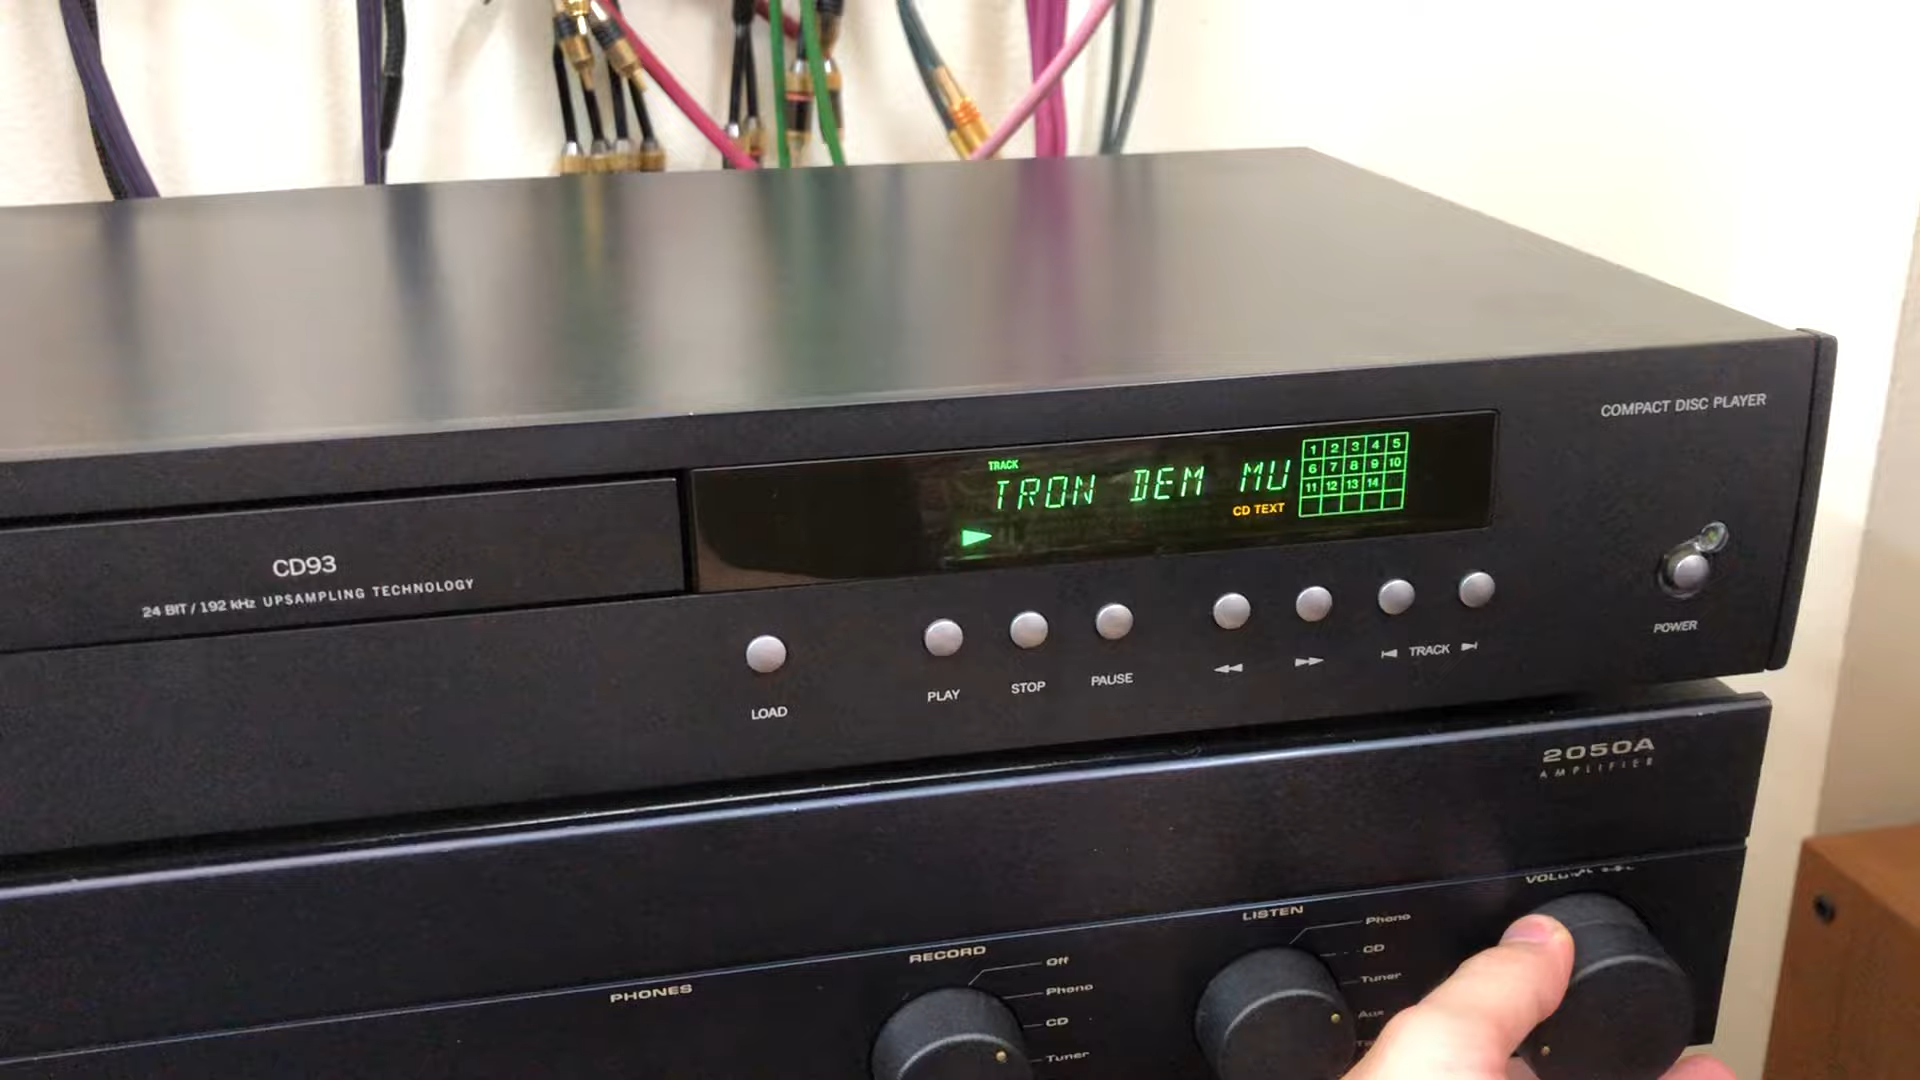 COMPACT DISC PLAYER
TRACK
TRON DEM MU
CD TEXT
1 2 3 4 5
6 7 8 9 10
11 12 13 14
CD93
24 BIT / 192 kHz UPSAMPLING TECHNOLOGY
LOAD
PLAY
STOP
PAUSE
TRACK
POWER
2050A
AMPLIFIER
PHONES
RECORD
Off
Phono
CD
Tuner
LISTEN
Phono
CD
Tuner
Aux